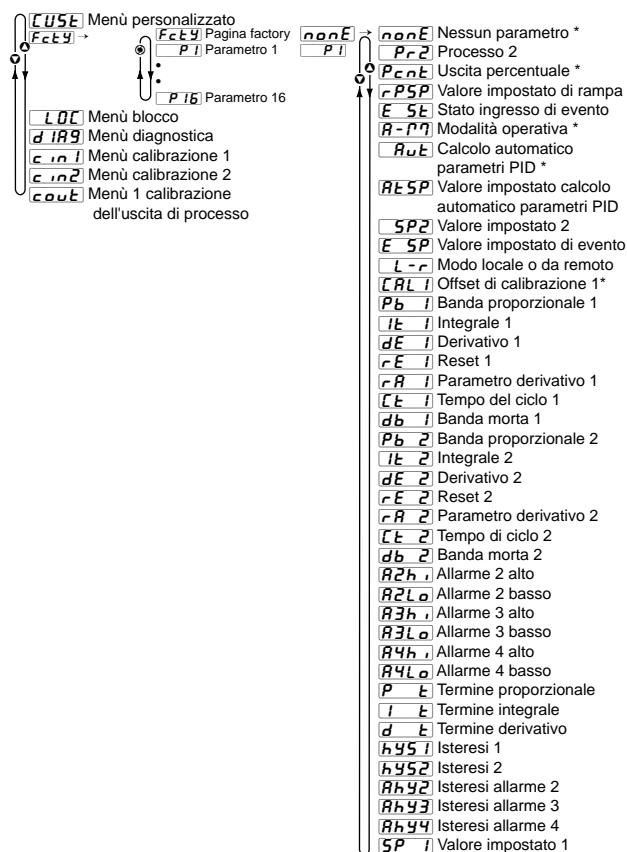 CUSt Menù personalizzato
FctY →
LOC Menù blocco
dIAg Menù diagnostica
cin1 Menù calibrazione 1
cin2 Menù calibrazione 2
cout Menù 1 calibrazione
dell'uscita di processo
FctY Pagina factory
P1 Parametro 1
P16 Parametro 16
nonE →
P1
nonE Nessun parametro *
Pr2 Processo 2
Pcnt Uscita percentuale *
rPSP Valore impostato di rampa
E St Stato ingresso di evento
A-M Modalità operativa *
Aut Calcolo automatico
parametri PID *
AtSP Valore impostato calcolo
automatico parametri PID
SP2 Valore impostato 2
E SP Valore impostato di evento
L-r Modo locale o da remoto
CAL1 Offset di calibrazione 1*
Pb 1 Banda proporzionale 1
It 1 Integrale 1
dE 1 Derivativo 1
rE 1 Reset 1
rA 1 Parametro derivativo 1
Ct 1 Tempo del ciclo 1
db 1 Banda morta 1
Pb 2 Banda proporzionale 2
It 2 Integrale 2
dE 2 Derivativo 2
rE 2 Reset 2
rA 2 Parametro derivativo 2
Ct 2 Tempo di ciclo 2
db 2 Banda morta 2
A2hi Allarme 2 alto
A2Lo Allarme 2 basso
A3hi Allarme 3 alto
A3Lo Allarme 3 basso
A4hi Allarme 4 alto
A4Lo Allarme 4 basso
P t Termine proporzionale
I t Termine integrale
d t Termine derivativo
hYS1 Isteresi 1
hYS2 Isteresi 2
AhY2 Isteresi allarme 2
AhY3 Isteresi allarme 3
AhY4 Isteresi allarme 4
SP 1 Valore impostato 1